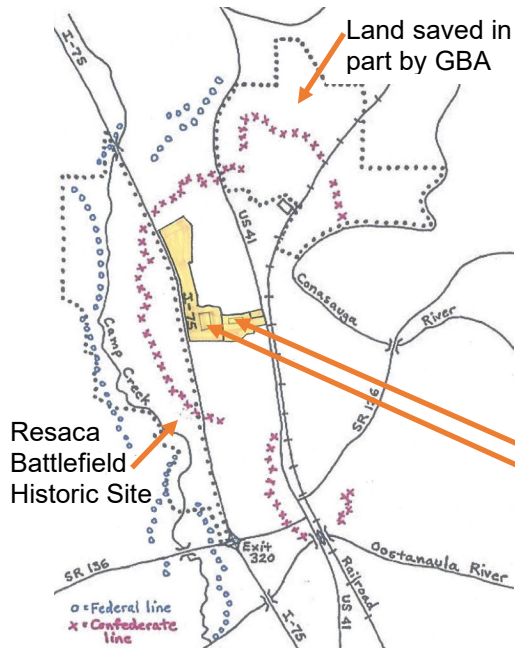 I-75
Land saved in
part by GBA
US 41
I-75
Conasauga
River
Camp Creek
SR 136
Resaca
Battlefield
Historic Site
Exit
320
SR 136
Oostanaula River
Railroad
o = Federal line
x = Confederate
line
I-75
US 41